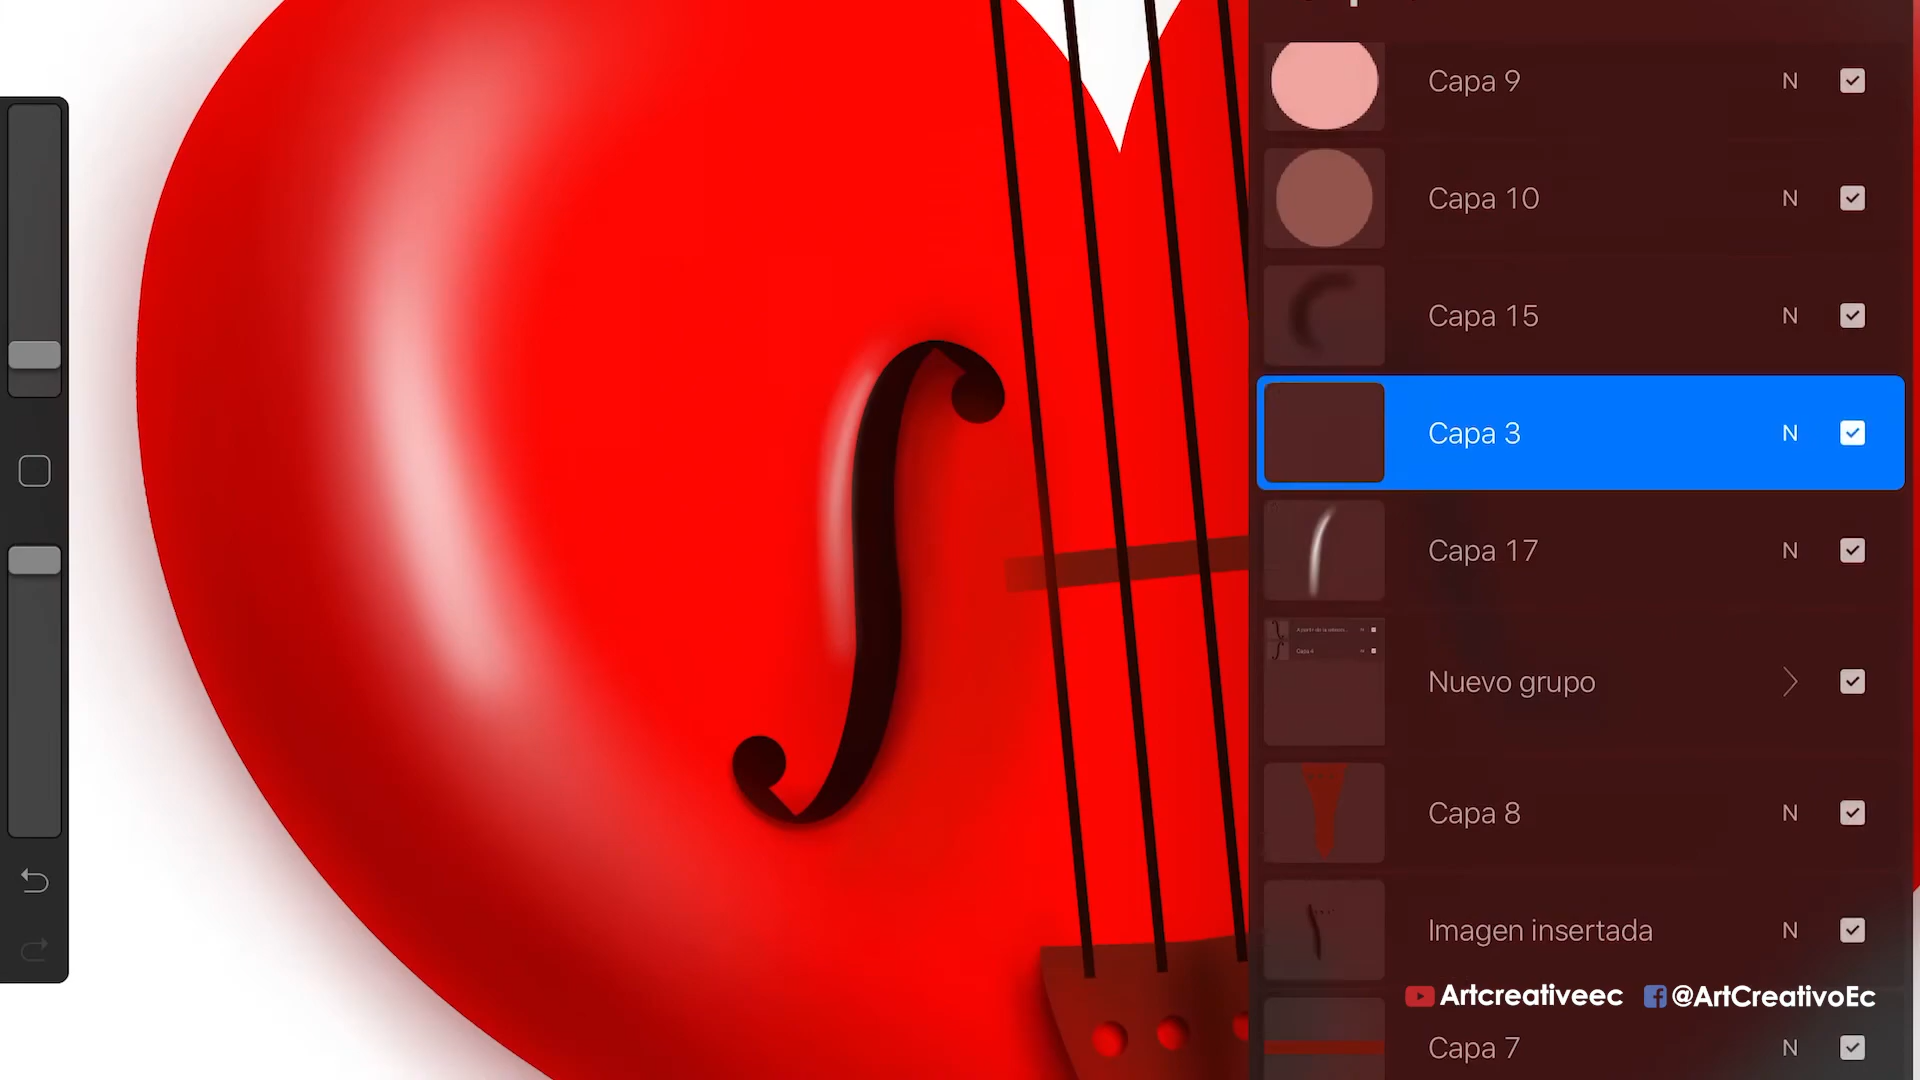 Capa 9 N
Capa 10 N
Capa 15 N
Capa 3 N
Capa 17 N
Nuevo grupo
Capa 8 N
Imagen insertada N
Artcreativeec @ArtCreativoEc
Capa 7 N